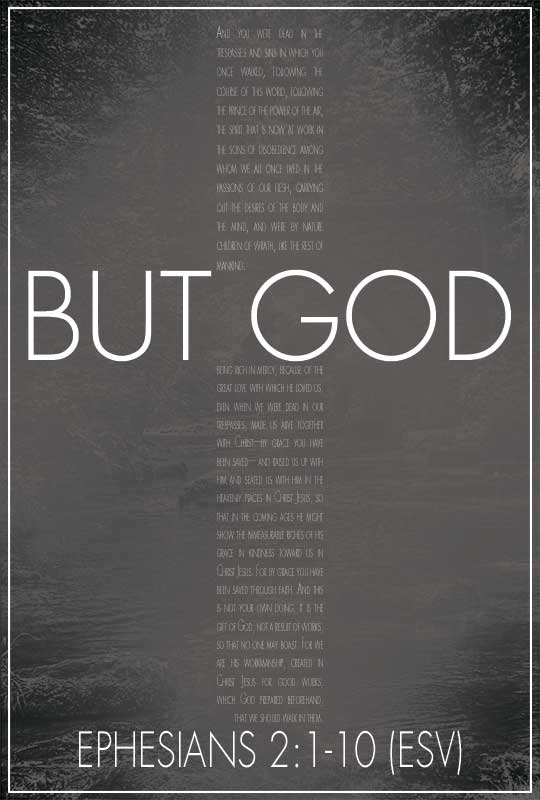 And you were dead in the
trespasses and sins in which you
once walked, following the
course of this world, following
the prince of the power of the air,
the spirit that is now at work in
the sons of disobedience among
whom we all once lived in the
passions of our flesh, carrying
out the desires of the body and
the mind, and were by nature
children of wrath, like the rest of
mankind.
BUT GOD
being rich in mercy, because of the
great love with which he loved us,
even when we were dead in our
trespasses, made us alive together
with Christ—by grace you have
been saved— and raised us up with
him and seated us with him in the
heavenly places in Christ Jesus, so
that in the coming ages he might
show the immeasurable riches of his
grace in kindness toward us in
Christ Jesus. For by grace you have
been saved through faith. And this
is not your own doing; it is the
gift of God, not a result of works,
so that no one may boast. For we
are his workmanship, created in
Christ Jesus for good works,
which God prepared beforehand,
that we should walk in them.
EPHESIANS 2:1-10 (ESV)